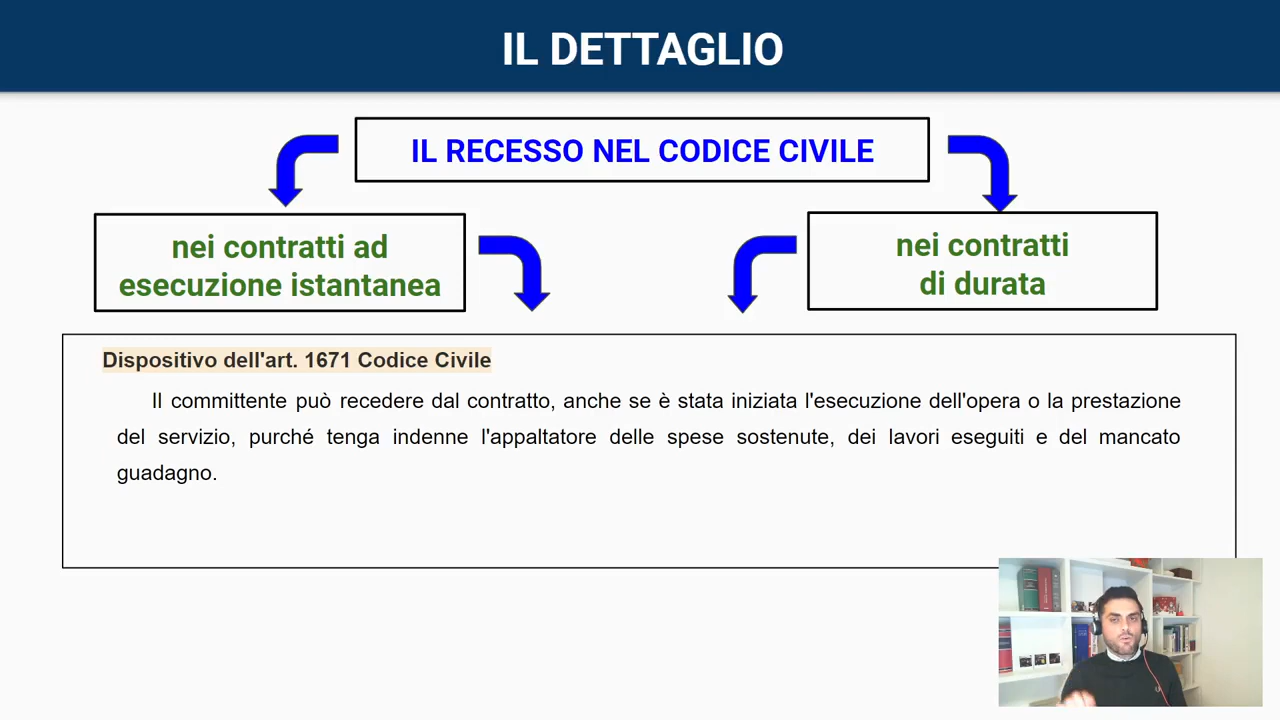 IL DETTAGLIO
IL RECESSO NEL CODICE CIVILE
nei contratti ad
esecuzione istantanea
nei contratti
di durata
Dispositivo dell'art. 1671 Codice Civile
Il committente può recedere dal contratto, anche se è stata iniziata l'esecuzione dell'opera o la prestazione
del servizio, purché tenga indenne l'appaltatore delle spese sostenute, dei lavori eseguiti e del mancato
guadagno.